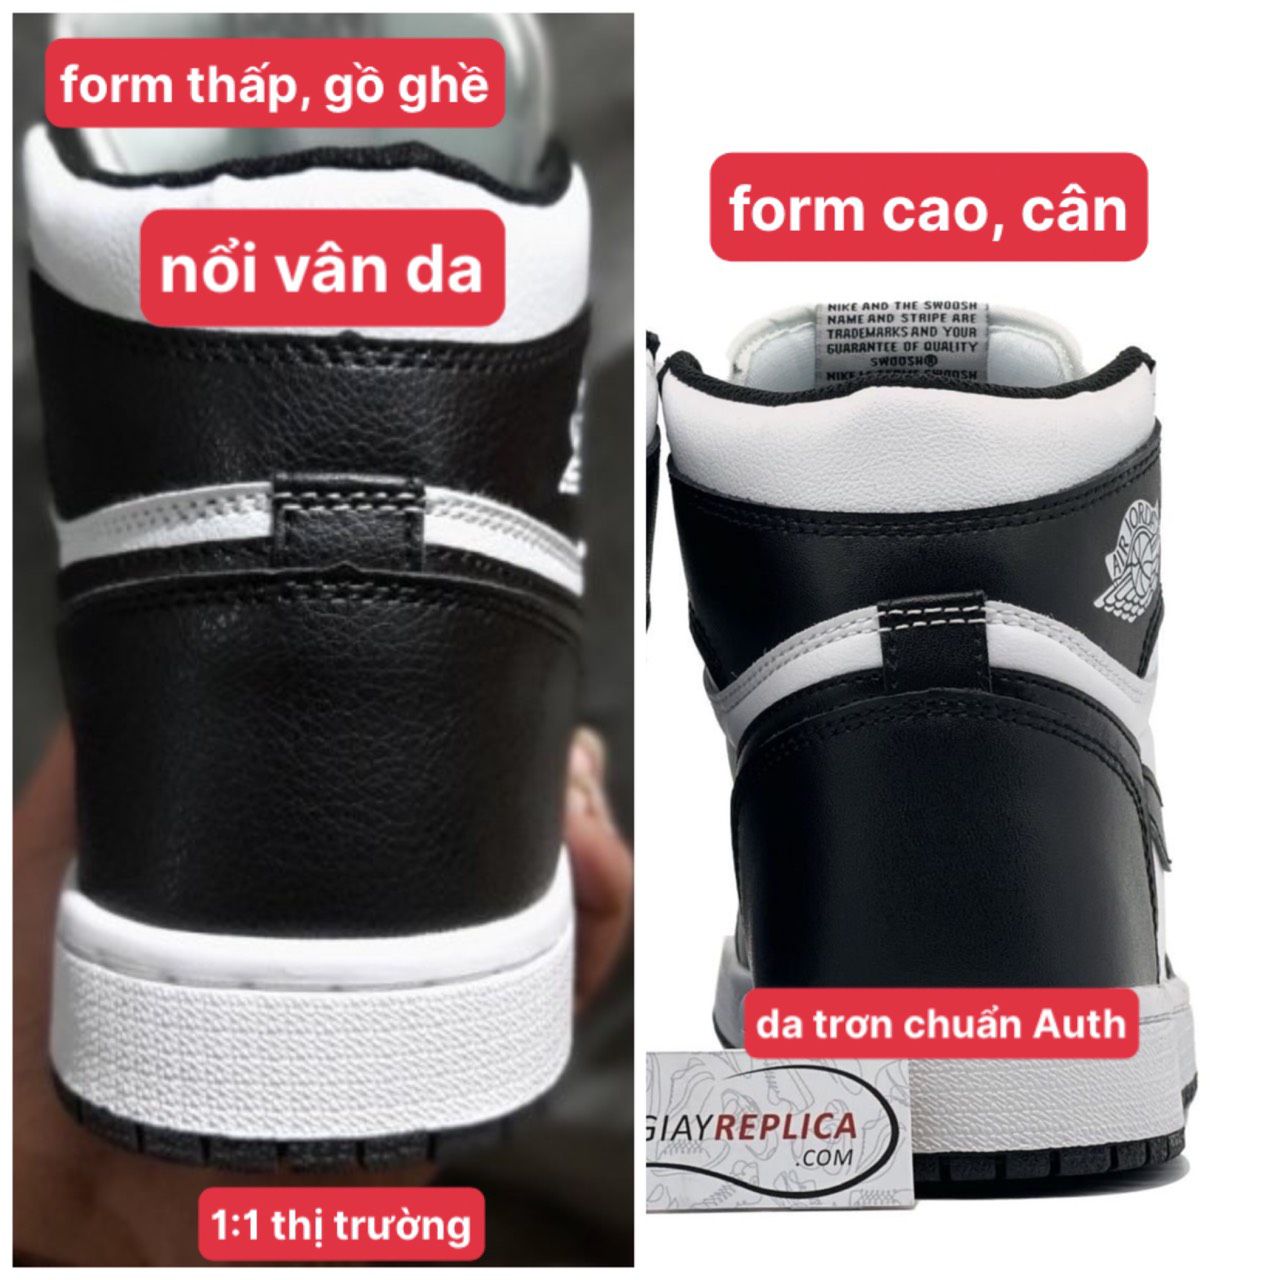 form thấp, gồ ghề
nổi vân da
1:1 thị trường
form cao, cân
NIKE AND THE SWOOSH
NAME AND STRIPE ARE
TRADEMARKS AND YOUR
GUARANTEE OF QUALITY
SWOOSH®
AIR JORDAN
da trơn chuẩn Auth
GIAYREPLICA
.COM